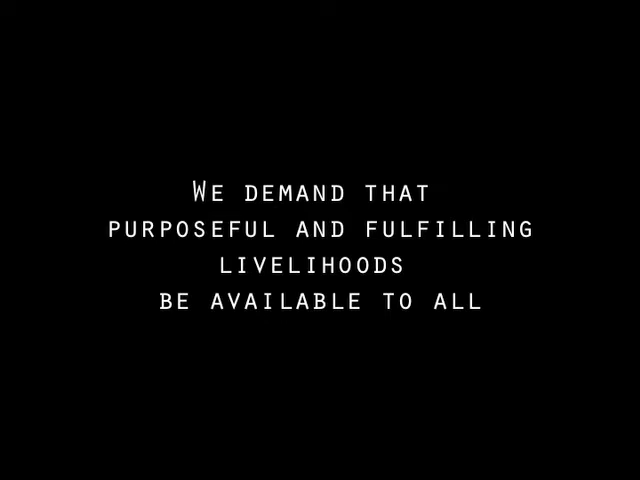 We demand that
purposeful and fulfilling
livelihoods
be available to all